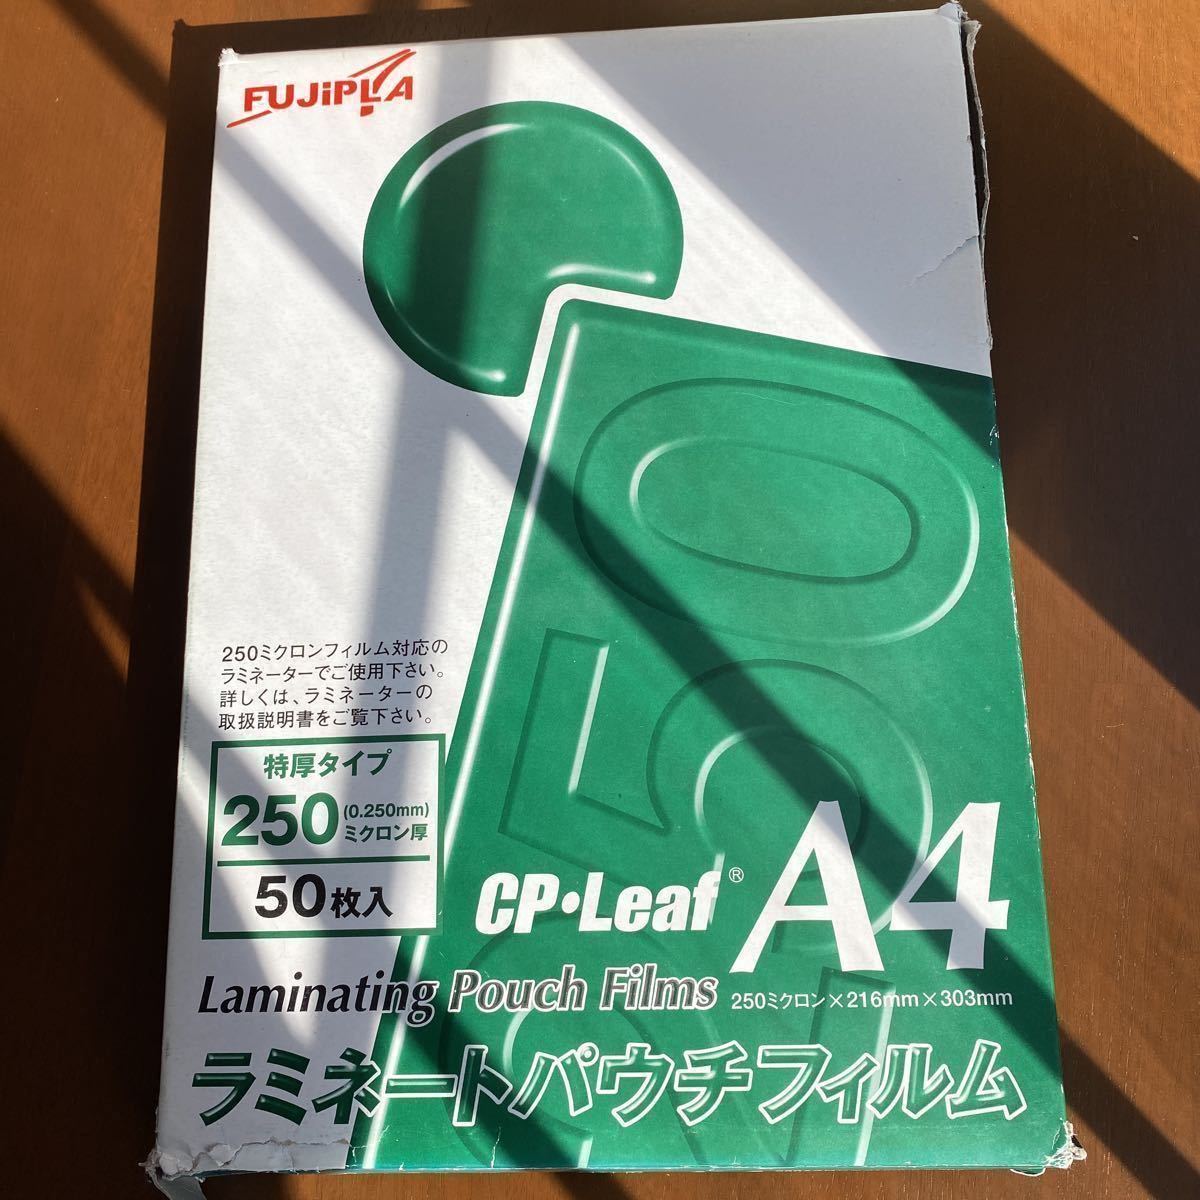 FUJiPLA
250
250ミクロンフィルム対応の
ラミネーターでご使用下さい。
詳しくは、ラミネーターの
取扱説明書をご覧下さい。
特厚タイプ
250 (0.250mm) ミクロン厚
50枚入
CP・Leaf® A4
Laminating Pouch Films 250ミクロン×216mm×303mm
ラミネートパウチフィルム